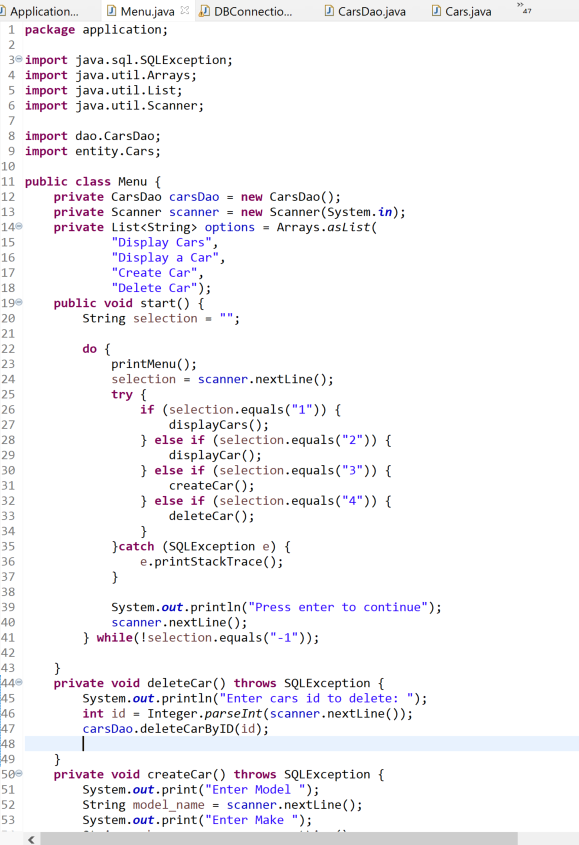 Application... Menu.java DBConnectio... CarsDao.java Cars.java »47
1 package application;
2
3 import java.sql.SQLException;
4 import java.util.Arrays;
5 import java.util.List;
6 import java.util.Scanner;
7
8 import dao.CarsDao;
9 import entity.Cars;
10
11 public class Menu {
12 private CarsDao carsDao = new CarsDao();
13 private Scanner scanner = new Scanner(System.in);
14 private List<String> options = Arrays.asList(
15 "Display Cars",
16 "Display a Car",
17 "Create Car",
18 "Delete Car");
19 public void start() {
20 String selection = "";
21
22 do {
23 printMenu();
24 selection = scanner.nextLine();
25 try {
26 if (selection.equals("1")) {
27 displayCars();
28 } else if (selection.equals("2")) {
29 displayCar();
30 } else if (selection.equals("3")) {
31 createCar();
32 } else if (selection.equals("4")) {
33 deleteCar();
34 }
35 }catch (SQLException e) {
36 e.printStackTrace();
37 }
38
39 System.out.println("Press enter to continue");
40 scanner.nextLine();
41 } while(!selection.equals("-1"));
42
43 }
44 private void deleteCar() throws SQLException {
45 System.out.println("Enter cars id to delete: ");
46 int id = Integer.parseInt(scanner.nextLine());
47 carsDao.deleteCarByID(id);
48
49 }
50 private void createCar() throws SQLException {
51 System.out.print("Enter Model ");
52 String model_name = scanner.nextLine();
53 System.out.print("Enter Make ");